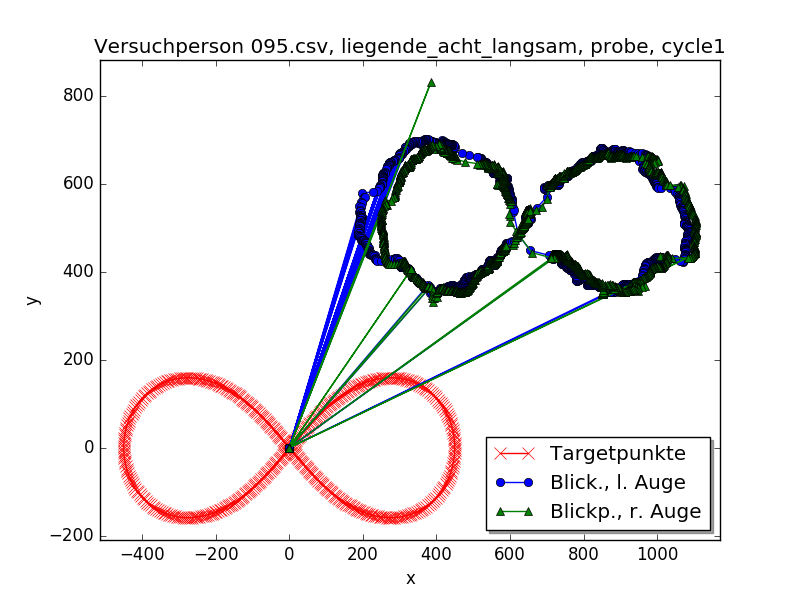 Versuchperson 095.csv, liegende_acht_langsam, probe, cycle1
800
600
400
200
0
−200
y
−400 −200 0 200 400 600 800 1000
x
Targetpunkte
Blick., l. Auge
Blickp., r. Auge